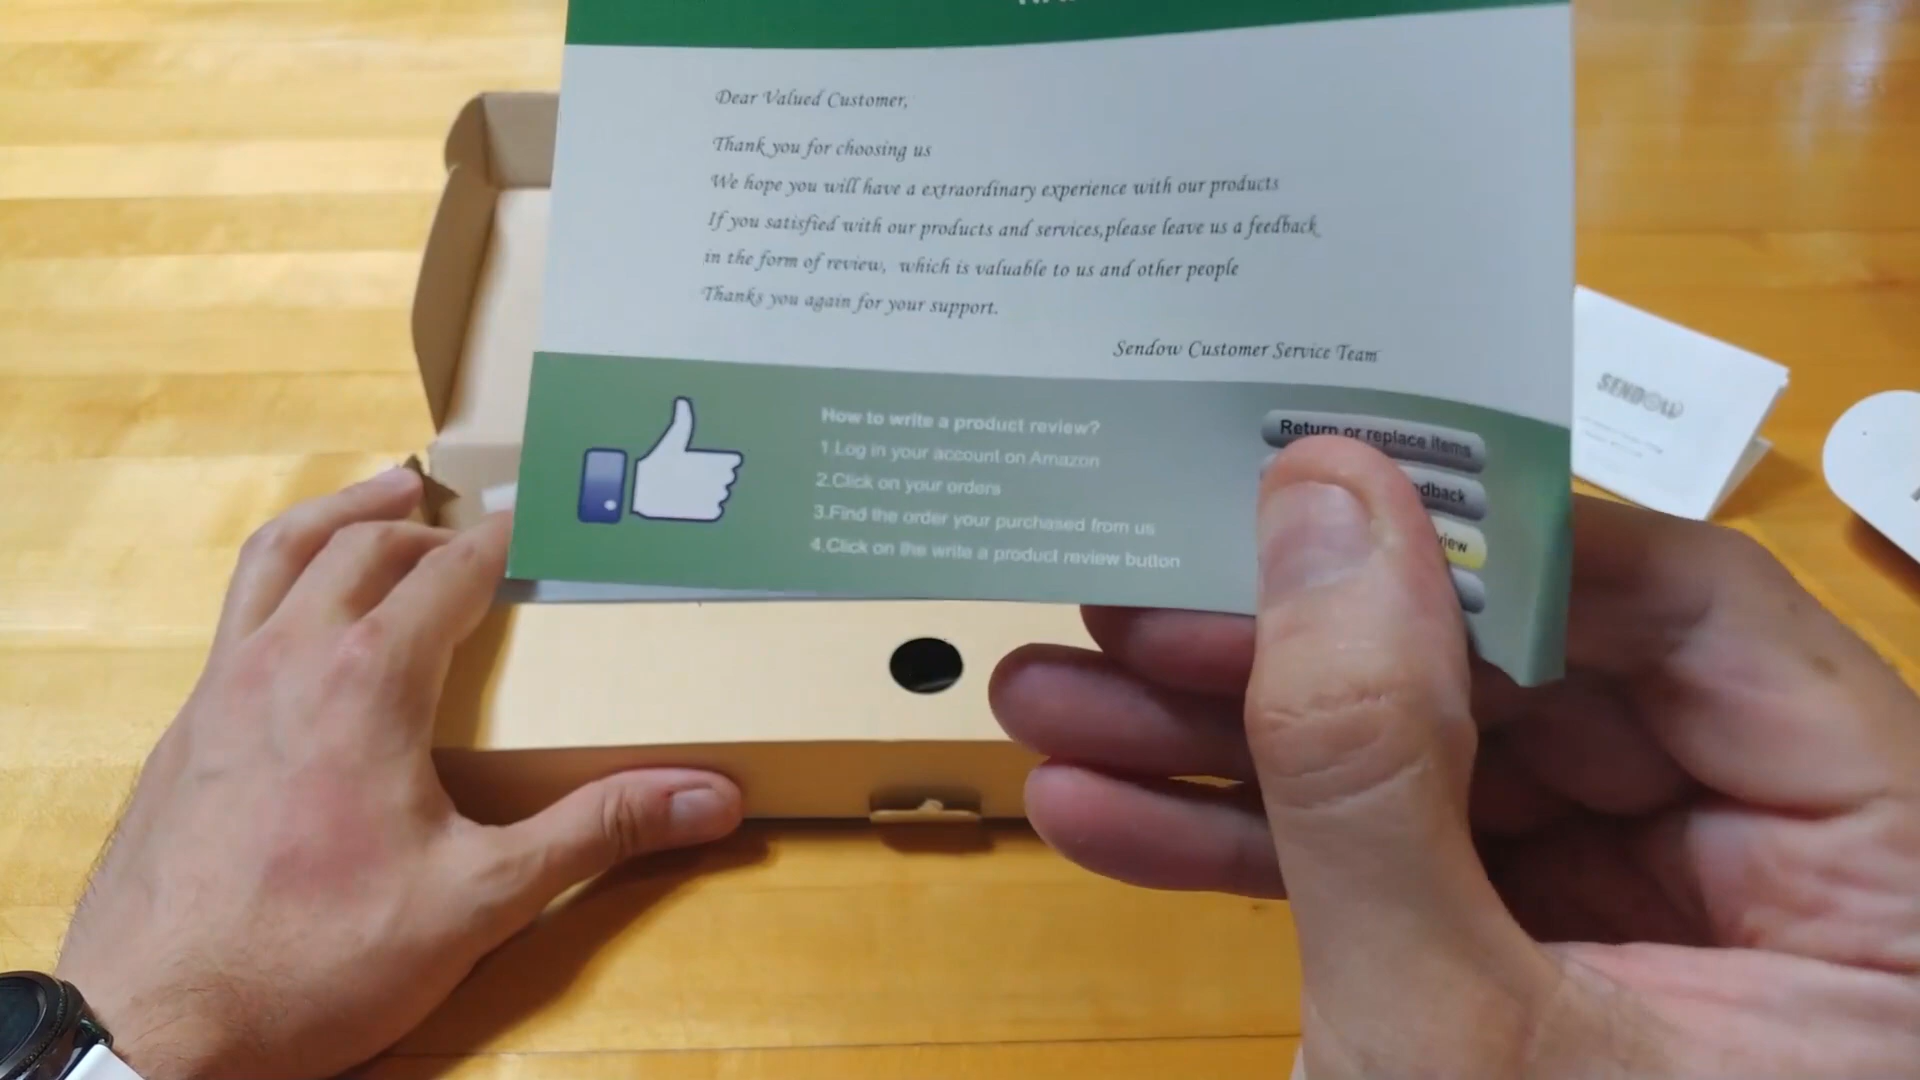 Dear Valued Customer,
Thank you for choosing us
We hope you will have a extraordinary experience with our products
If you satisfied with our products and services,please leave us a feedback
in the form of review, which is valuable to us and other people
Thanks you again for your support.
Sendow Customer Service Team
How to write a product review?
1 Log in your account on Amazon
2.Click on your orders
3.Find the order your purchased from us
4.Click on the write a product review button
Return or replace items
SENDOW